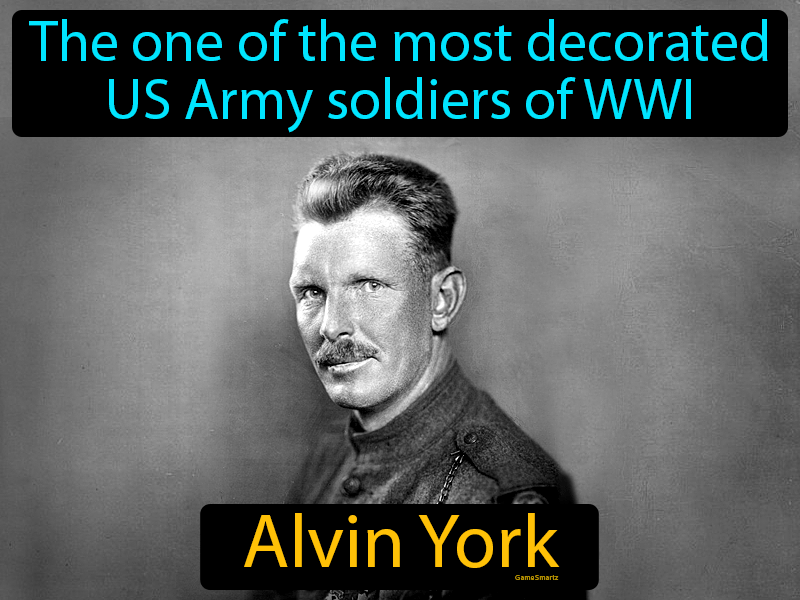 The one of the most decorated
US Army soldiers of WWI
Alvin York
GameSmartz